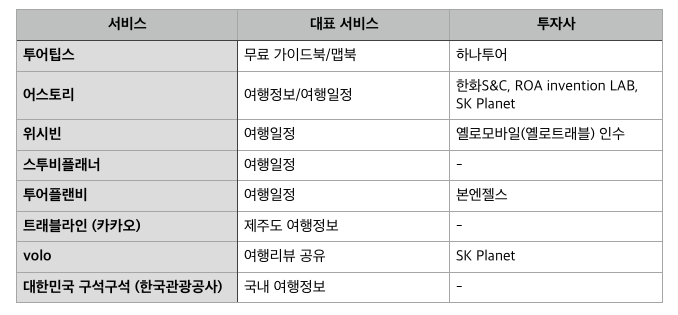 서비스 대표 서비스 투자사
투어팁스 무료 가이드북/맵북 하나투어
어스토리 여행정보/여행일정 한화S&C, ROA invention LAB,
SK Planet
위시빈 여행일정 옐로모바일(옐로트래블) 인수
스투비플래너 여행일정 -
투어플랜비 여행일정 본엔젤스
트래블라인 (카카오) 제주도 여행정보 -
volo 여행리뷰 공유 SK Planet
대한민국 구석구석 (한국관광공사) 국내 여행정보 -